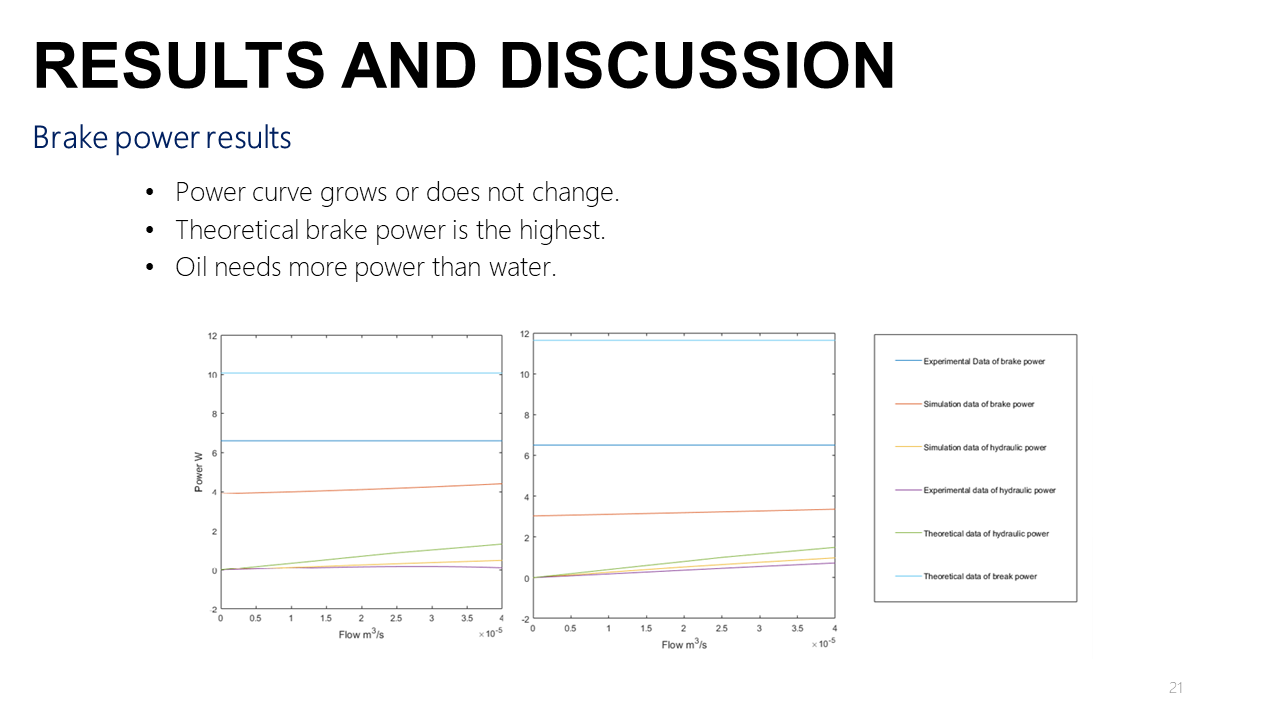 RESULTS AND DISCUSSION
Brake power results
• Power curve grows or does not change.
• Theoretical brake power is the highest.
• Oil needs more power than water.
12
10
8
6
4
2
0
2
Power W
0 0.5 1 1.5 2 2.5 3 3.5 4
Flow m³/s
×10⁻⁵
12
10
8
6
4
2
0
-2
0 0.5 1 1.5 2 2.5 3 3.5 4
Flow m³/s
×10⁻⁵
Experimental Data of brake power
Simulation data of brake power
Simulation data of hydraulic power
Experimental data of hydraulic power
Theoretical data of hydraulic power
Theoretical data of break power
21